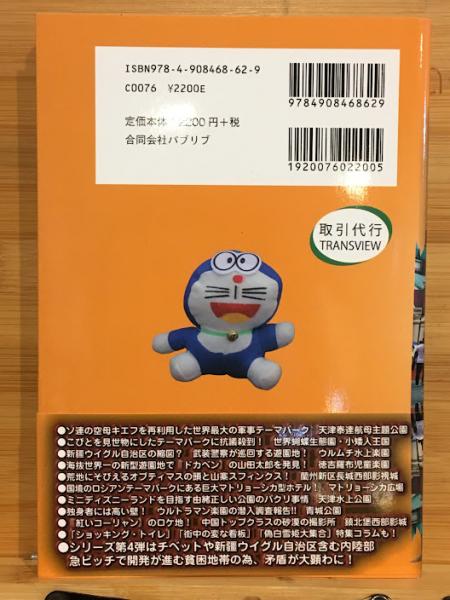 ISBN978-4-908468-62-9
C0076 ¥2200E
9784908468629
定価本体 2200円+税
合同会社パブリブ
1920076022005
取引代行
TRANSVIEW
●ソ連の空母キエフを再利用した世界最大の軍事テーマパーク 天津泰達航母主題公園
●こびとを見世物にしたテーマパークに抗議殺到! 世界蝴蝶生態園・小矮人王国
●新疆ウイグル自治区の縮図? 武装警察が巡回する遊園地! ウルムチ水上楽園
●海抜世界一の新型遊園地で『ドカベン』の山田太郎を発見! 徳吉羅布児童楽園
●荒地にそびえるオプティマスの頭と山寨スフィンクス! 蘭州新区長城西部影視城
●国境のロシアンテーマパークにある巨大マトリョーシカ型ホテル! マトリョーシカ広場
●ミニディズニーランドを目指す由緒正しい公園のパクリ事情 天津水上公園
●独身者には高い壁! ウルトラマン楽園の潜入調査報告!! 青城公園
●『紅いコーリャン』のロケ地! 中国トップクラスの砂漠の撮影所 鎮北堡西部影城
●「ショッキング・トイレ」「街中の変な看板」「偽白雪姫大集合」特集コラムも!
●シリーズ第4弾はチベットや新疆ウイグル自治区含む内陸部
急ピッチで開発が進む貧困地帯の為、矛盾が大顕わに!